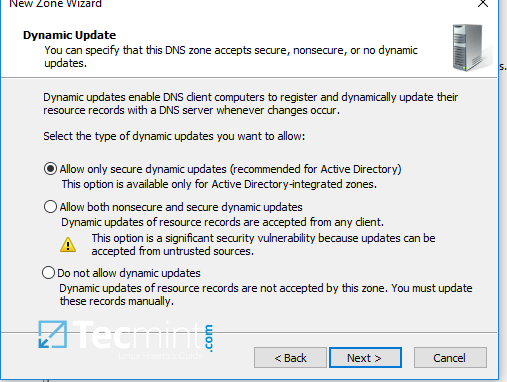 New Zone Wizard
Dynamic Update
You can specify that this DNS zone accepts secure, nonsecure, or no dynamic
updates.
s.
Dynamic updates enable DNS client computers to register and dynamically update their
resource records with a DNS server whenever changes occur.
Select the type of dynamic updates you want to allow:
Allow only secure dynamic updates (recommended for Active Directory)
This option is available only for Active Directory-integrated zones.
Allow both nonsecure and secure dynamic updates
Dynamic updates of resource records are accepted from any client.
This option is a significant security vulnerability because updates can be
accepted from untrusted sources.
Do not allow dynamic updates
Dynamic updates of resource records are not accepted by this zone. You must update
these records manually.
Tecmint.com
< Back Next > Cancel